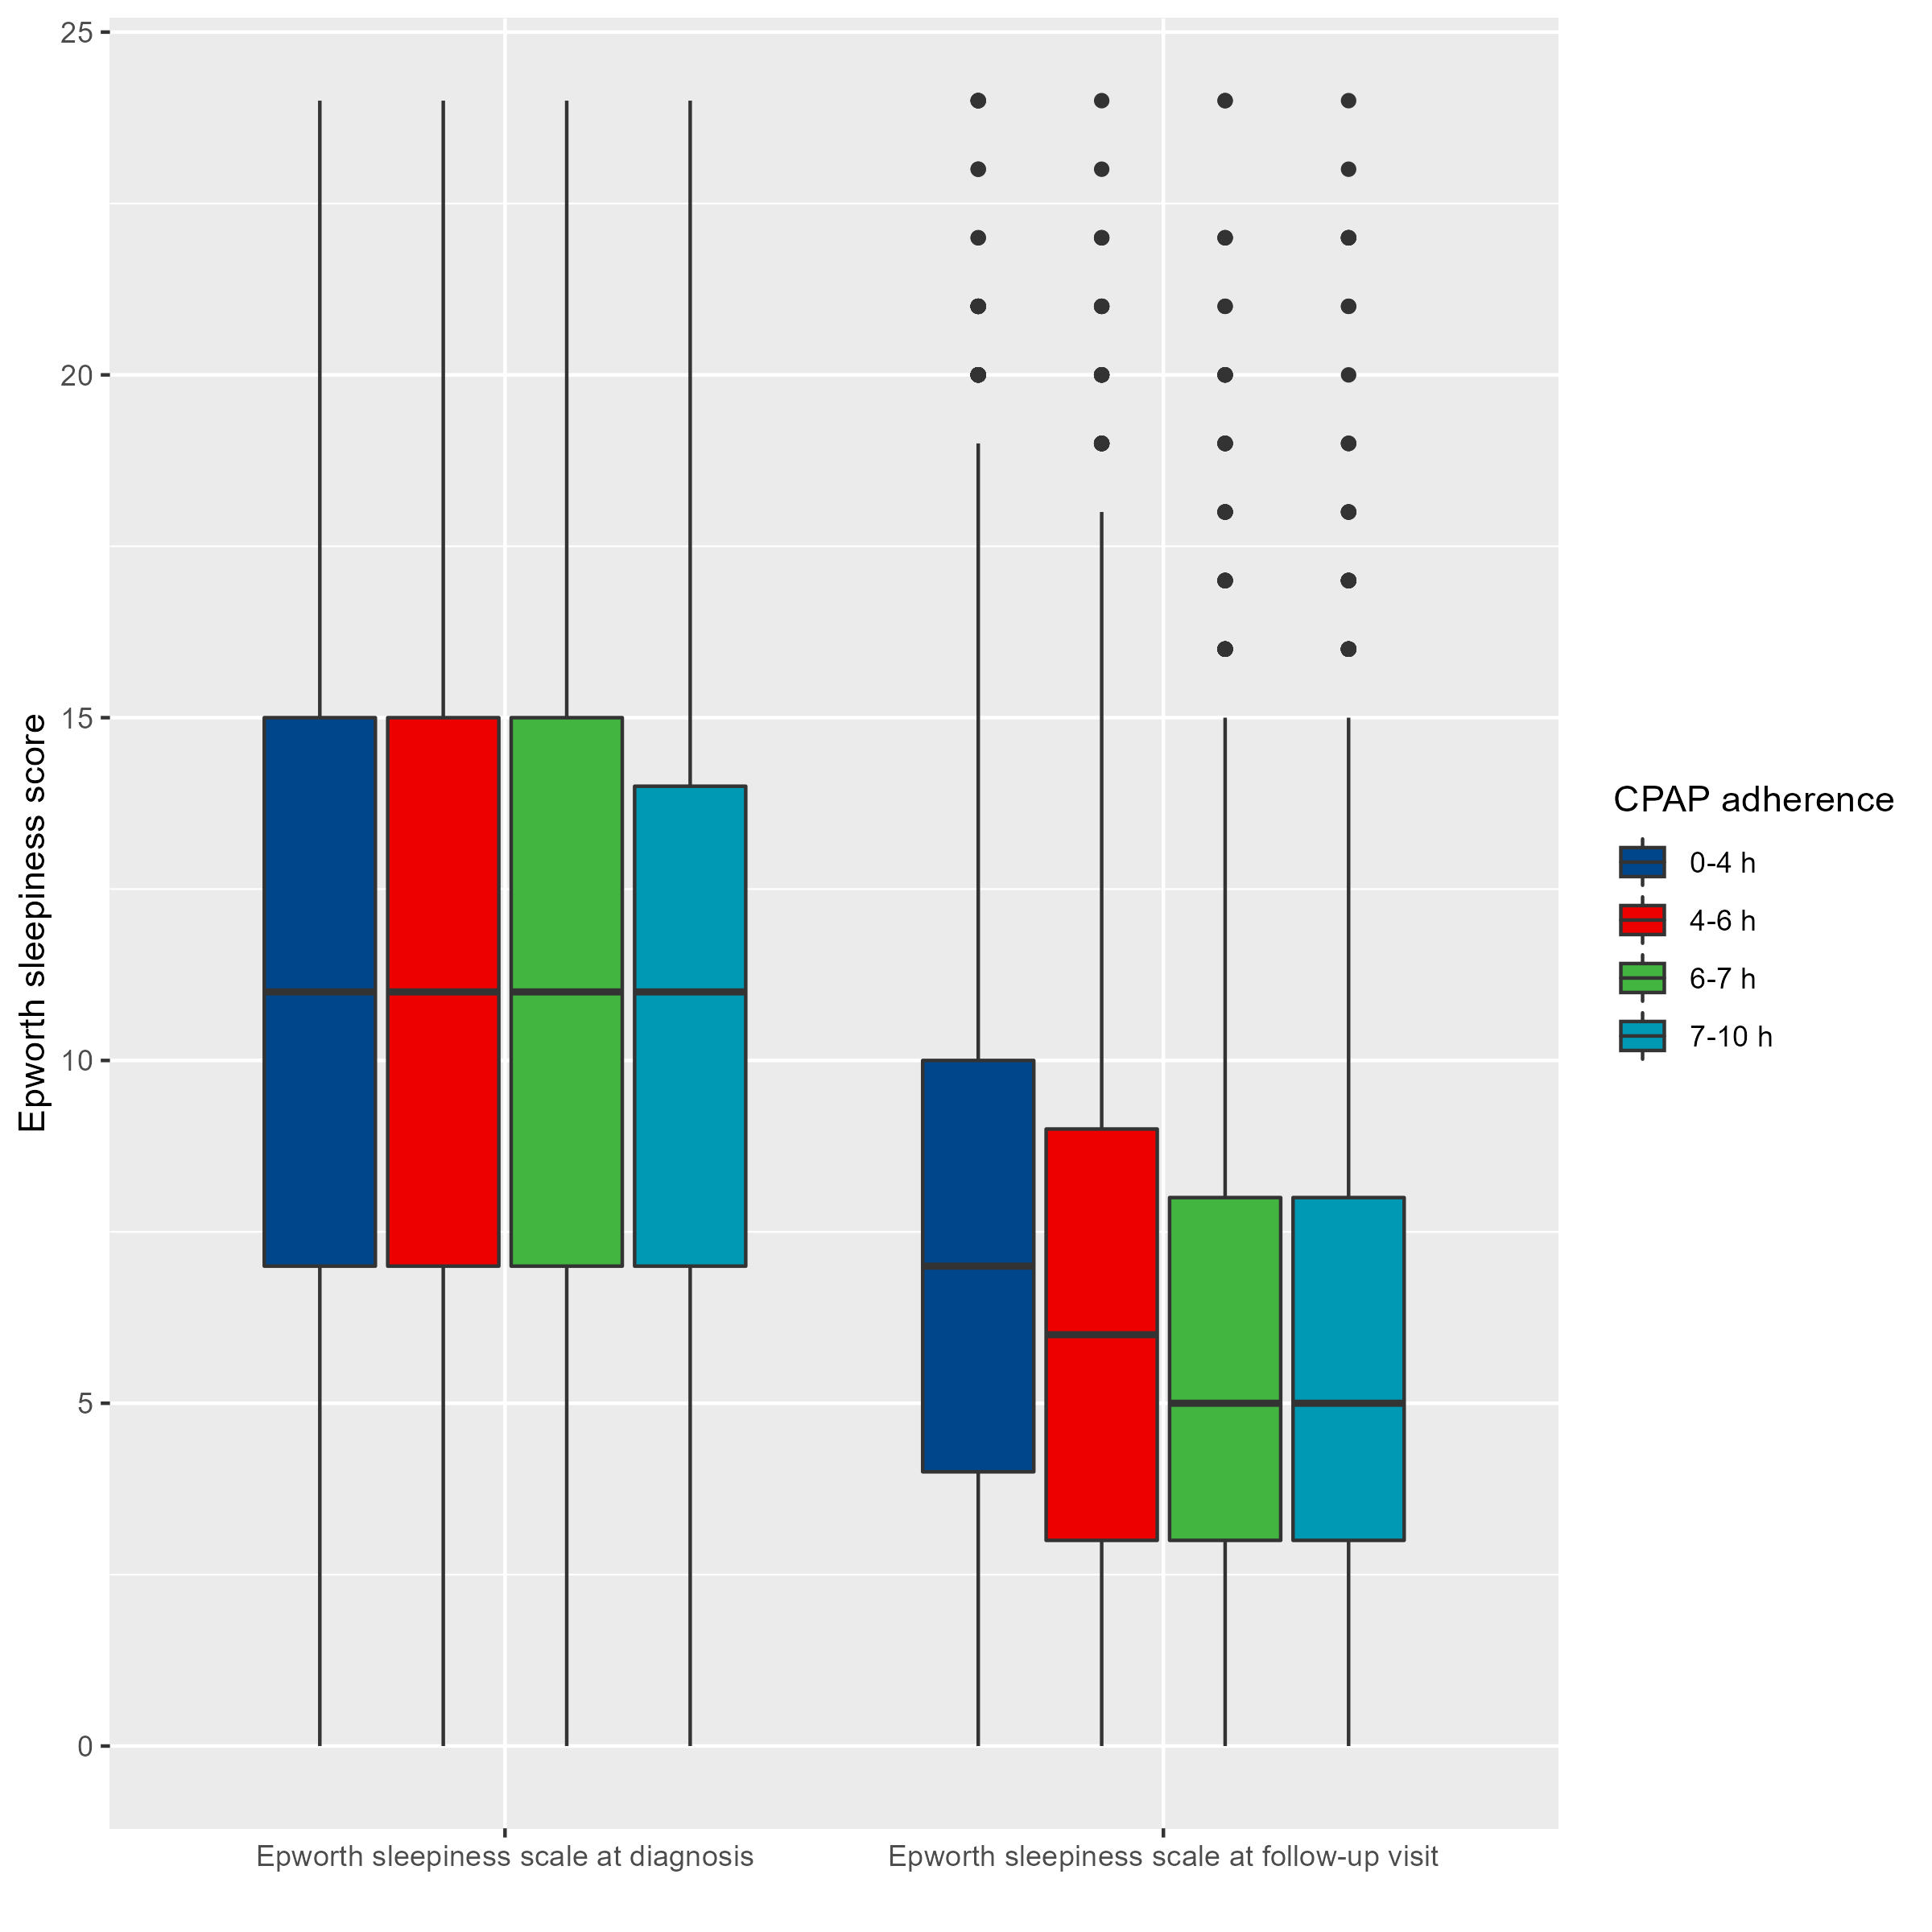 Epworth sleepiness score
25
20
15
10
5
0
Epworth sleepiness scale at diagnosis
Epworth sleepiness scale at follow-up visit
CPAP adherence
0-4 h
4-6 h
6-7 h
7-10 h